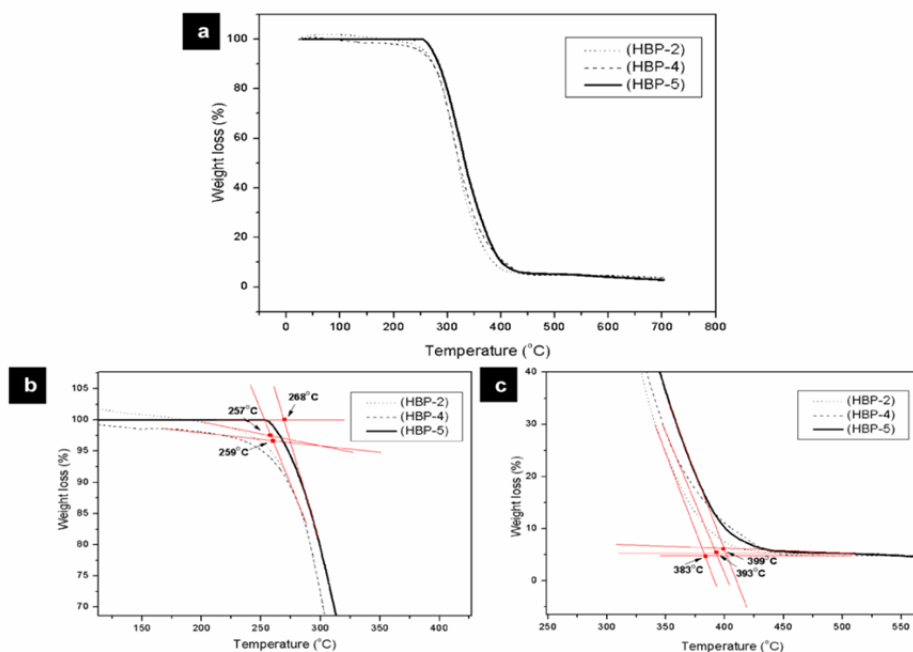 a
(HBP-2)
(HBP-4)
(HBP-5)
Weight loss (%)
100
80
60
40
20
0
0 100 200 300 400 500 600 700 800
Temperature (°C)
b
(HBP-2)
(HBP-4)
(HBP-5)
257°C
268°C
259°C
Weight loss (%)
105
100
95
90
85
80
75
70
150 200 250 300 350 400
Temperature (°C)
c
(HBP-2)
(HBP-4)
(HBP-5)
383°C
399°C
393°C
Weight loss (%)
40
30
20
10
0
250 300 350 400 450 500 550
Temperature (°C)